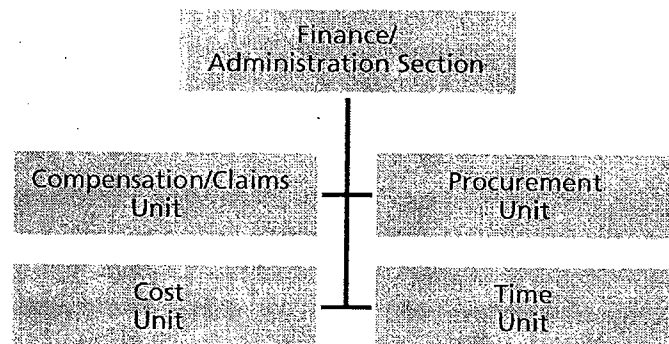 Finance/
Administration Section
Compensation/Claims
Unit
Procurement
Unit
Cost
Unit
Time
Unit